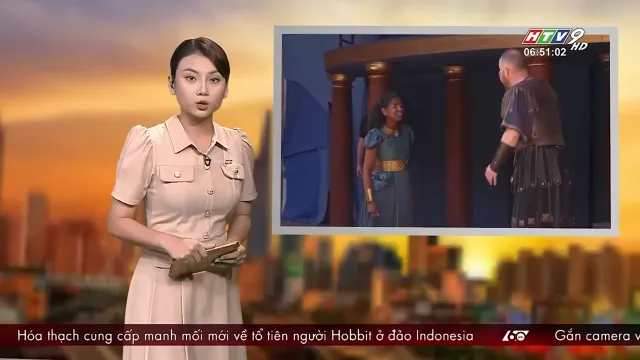 HTV9 HD
06:51:02
Hóa thạch cung cấp manh mối mới về tổ tiên người Hobbit ở đảo Indonesia
Gắn camera